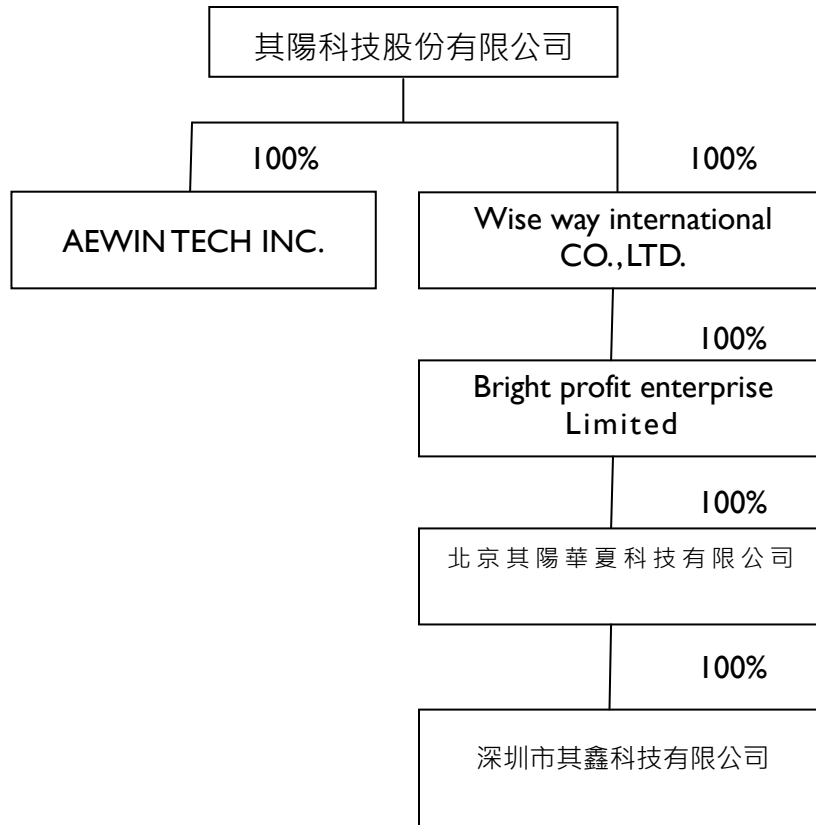 其陽科技股份有限公司
100%
100%
AEWIN TECH INC.
Wise way international
CO.,LTD.
100%
Bright profit enterprise
Limited
100%
北京其陽華夏科技有限公司
100%
深圳市其鑫科技有限公司